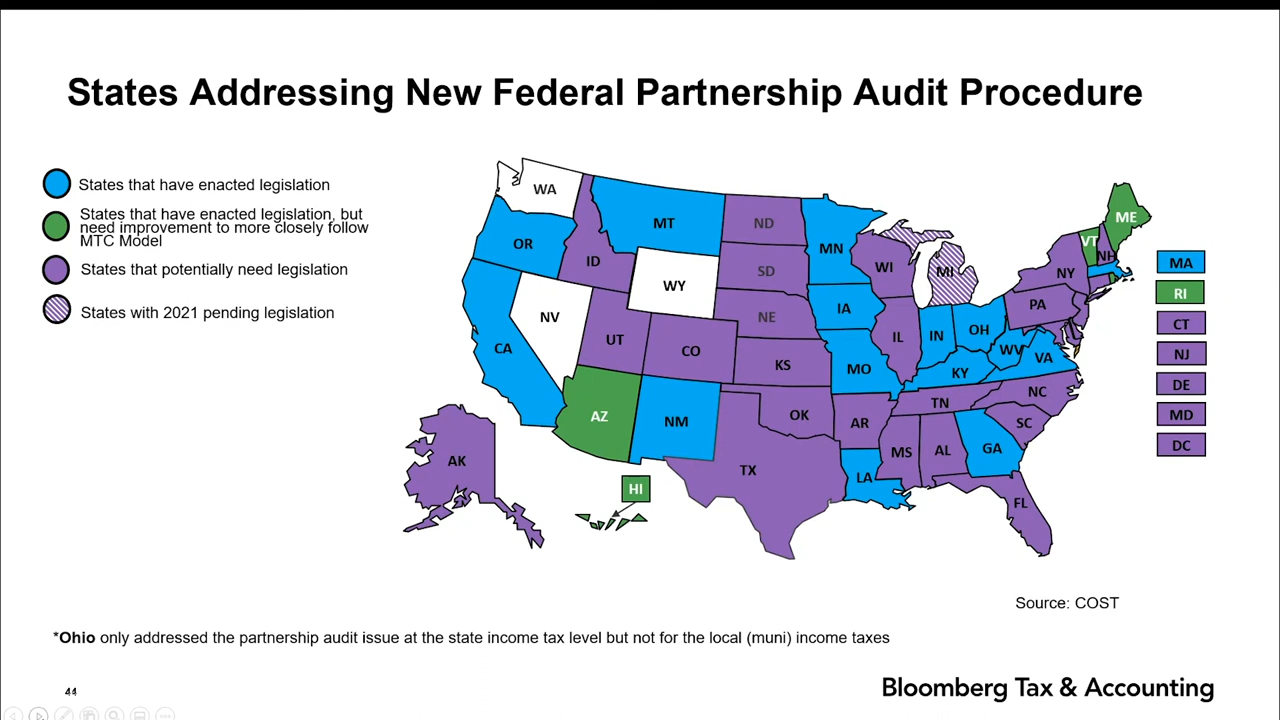 States Addressing New Federal Partnership Audit Procedure
States that have enacted legislation
States that have enacted legislation, but
need improvement to more closely follow
MTC Model
States that potentially need legislation
States with 2021 pending legislation
WA
MT
ND
MN
OR
ID
SD
WI
MI
VT
ME
NH
WY
NY
MA
NV
NE
IA
PA
RI
UT
CO
IL
IN
OH
CT
CA
KS
MO
WV
VA
NJ
KY
DE
AZ
NM
OK
AR
TN
NC
MD
SC
AK
TX
MS
AL
GA
DC
HI
LA
FL
Source: COST
*Ohio only addressed the partnership audit issue at the state income tax level but not for the local (muni) income taxes
44
Bloomberg Tax & Accounting